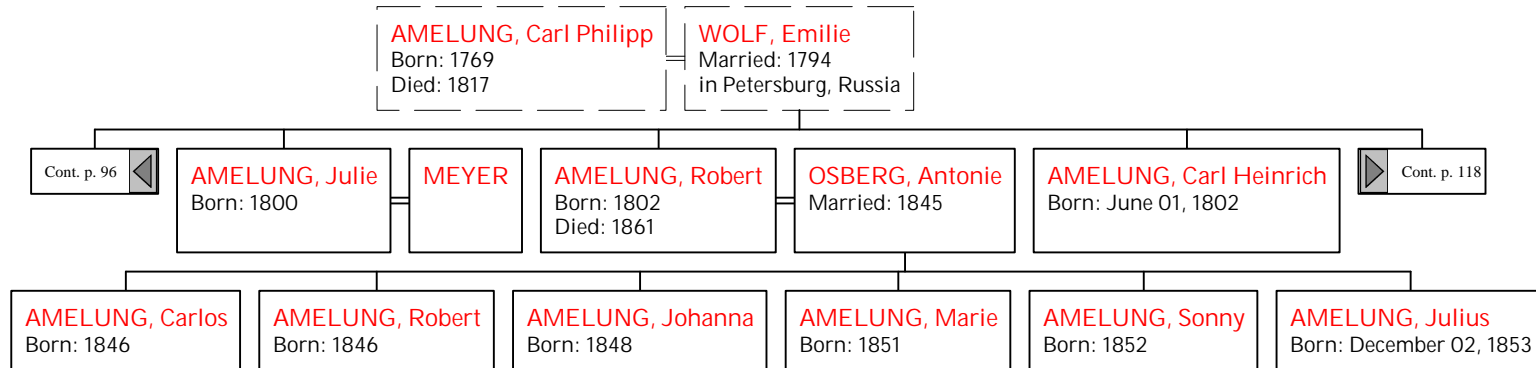 AMELUNG, Carl Philipp
Born: 1769
Died: 1817
WOLF, Emilie
Married: 1794
in Petersburg, Russia
Cont. p. 96
AMELUNG, Julie
Born: 1800
MEYER
AMELUNG, Robert
Born: 1802
Died: 1861
OSBERG, Antonie
Married: 1845
AMELUNG, Carl Heinrich
Born: June 01, 1802
Cont. p. 118
AMELUNG, Carlos
Born: 1846
AMELUNG, Robert
Born: 1846
AMELUNG, Johanna
Born: 1848
AMELUNG, Marie
Born: 1851
AMELUNG, Sonny
Born: 1852
AMELUNG, Julius
Born: December 02, 1853